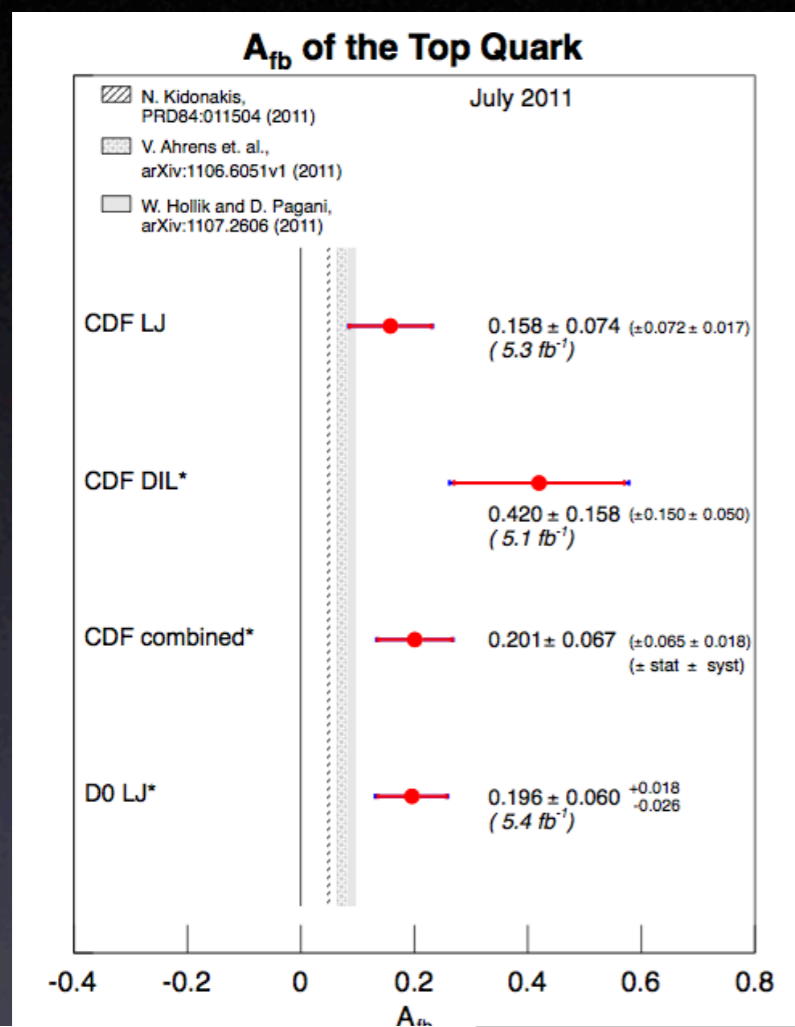 A_fb of the Top Quark
July 2011
N. Kidonakis,
PRD84:011504 (2011)
V. Ahrens et. al.,
arXiv:1106.6051v1 (2011)
W. Hollik and D. Pagani,
arXiv:1107.2606 (2011)
CDF LJ
0.158 ± 0.074 (±0.072 ± 0.017)
( 5.3 fb⁻¹)
CDF DIL*
0.420 ± 0.158 (±0.150 ± 0.050)
( 5.1 fb⁻¹)
CDF combined*
0.201 ± 0.067 (±0.065 ± 0.018)
(± stat ± syst)
D0 LJ*
0.196 ± 0.060 +0.018
-0.026
( 5.4 fb⁻¹)
-0.4 -0.2 0 0.2 0.4 0.6 0.8
A_fb